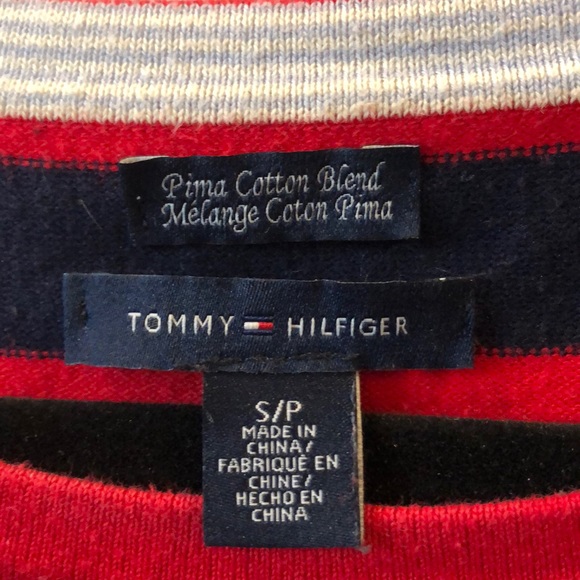 Pima Cotton Blend
Mélange Coton Pima
TOMMY HILFIGER
S/P
MADE IN
CHINA/
FABRIQUÉ EN
CHINE/
HECHO EN
CHINA